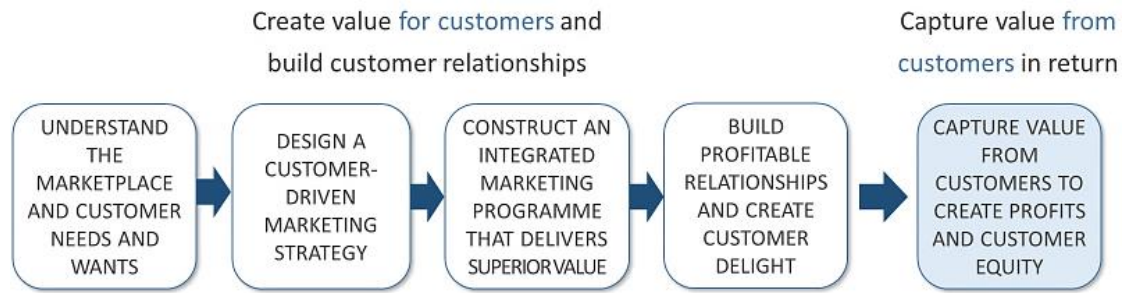 Create value for customers and
build customer relationships
Capture value from
customers in return
UNDERSTAND
THE
MARKETPLACE
AND CUSTOMER
NEEDS AND
WANTS
DESIGN A
CUSTOMER-
DRIVEN
MARKETING
STRATEGY
CONSTRUCT AN
INTEGRATED
MARKETING
PROGRAMME
THAT DELIVERS
SUPERIOR VALUE
BUILD
PROFITABLE
RELATIONSHIPS
AND CREATE
CUSTOMER
DELIGHT
CAPTURE VALUE
FROM
CUSTOMERS TO
CREATE PROFITS
AND CUSTOMER
EQUITY